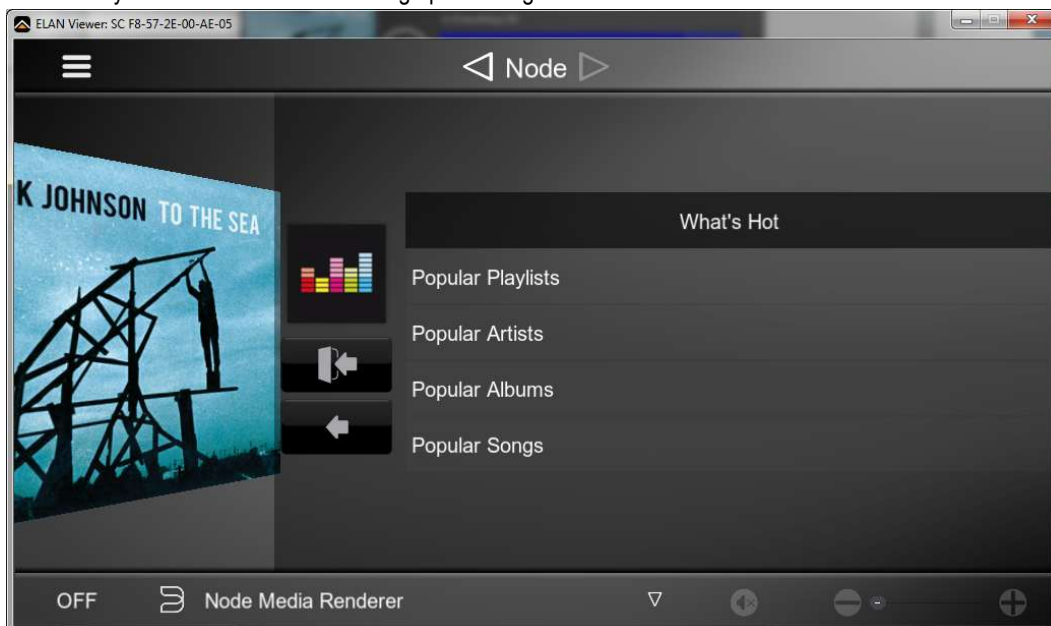 ELAN Viewer: SC F8-57-2E-00-AE-05
Node
K JOHNSON TO THE SEA
What's Hot
Popular Playlists
Popular Artists
Popular Albums
Popular Songs
OFF
Node Media Renderer